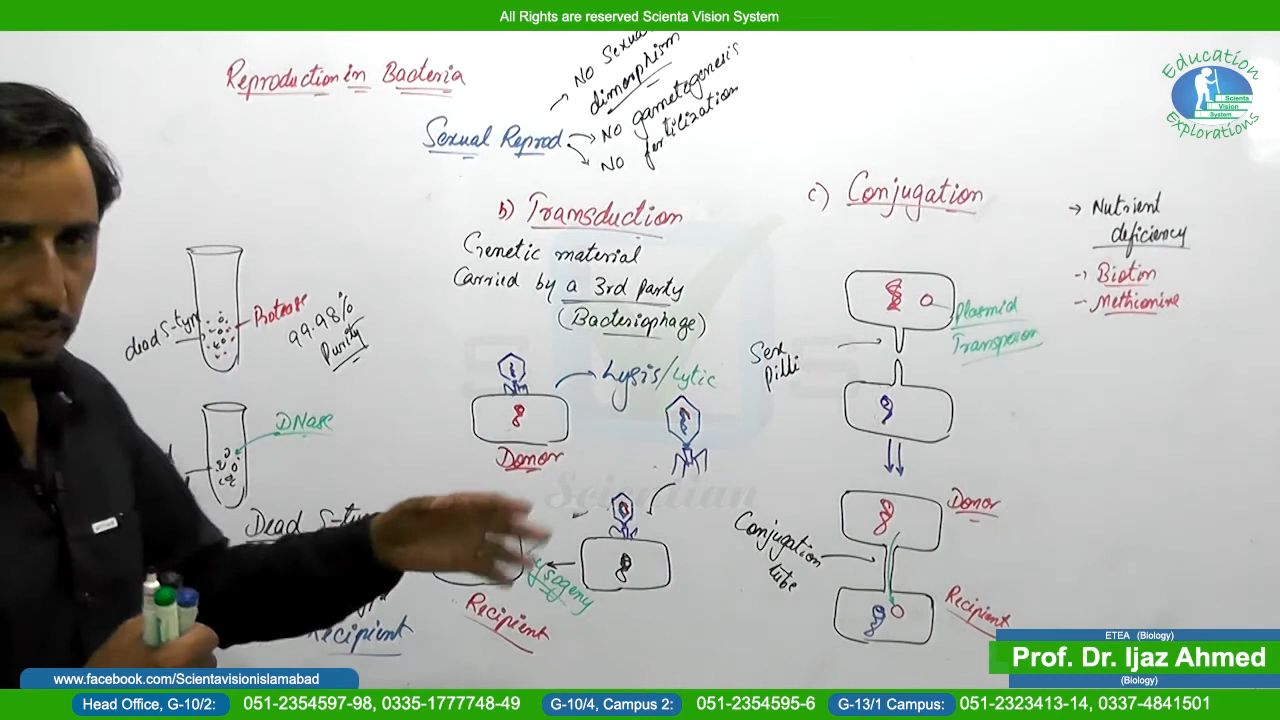 All Rights are reserved Scienta Vision System
Education
Scienta
Vision
System
Explorations
Reproduction in Bacteria
Sexual Reprod
No Sexual
dimorphism
No gametogenesis
No fertilization
b) Transduction
Genetic material
Carried by a 3rd party
(Bacteriophage)
c) Conjugation
→ Nutrient
deficiency
→ Biotin
- Methionine
dead S-type
Protease
99.98%
Purity
DNase
Dead S-type
Recipient
Lysis/Lytic
Donor
Recipient
Plasmid
Sex
pilli
Donor
Conjugation
tube
Recipient
Scientian
ETEA (Biology)
Prof. Dr. Ijaz Ahmed
(Biology)
www.facebook.com/Scientavisionislamabad
Head Office, G-10/2: 051-2354597-98, 0335-1777748-49 G-10/4, Campus 2: 051-2354595-6 G-13/1 Campus: 051-2323413-14, 0337-4841501